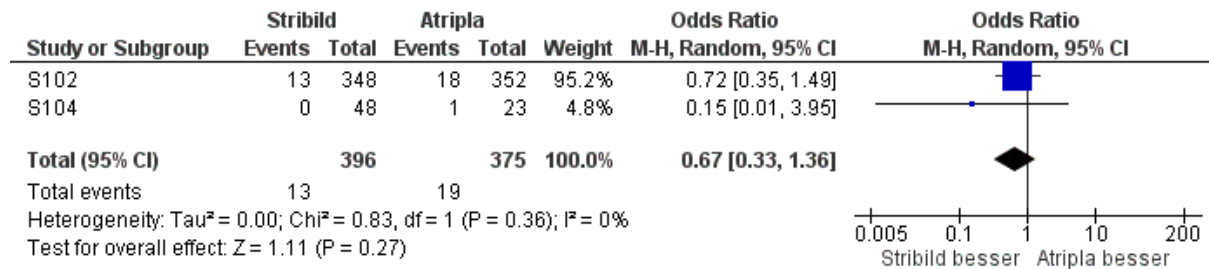 Stribild Atripla Odds Ratio Odds Ratio
Study or Subgroup Events Total Events Total Weight M-H, Random, 95% CI M-H, Random, 95% CI
S102 13 348 18 352 95.2% 0.72 [0.35, 1.49]
S104 0 48 1 23 4.8% 0.15 [0.01, 3.95]
Total (95% CI) 396 375 100.0% 0.67 [0.33, 1.36]
Total events 13 19
Heterogeneity: Tau² = 0.00; Chi² = 0.83, df = 1 (P = 0.36); I² = 0%
Test for overall effect: Z = 1.11 (P = 0.27)
0.005 0.1 1 10 200
Stribild besser Atripla besser